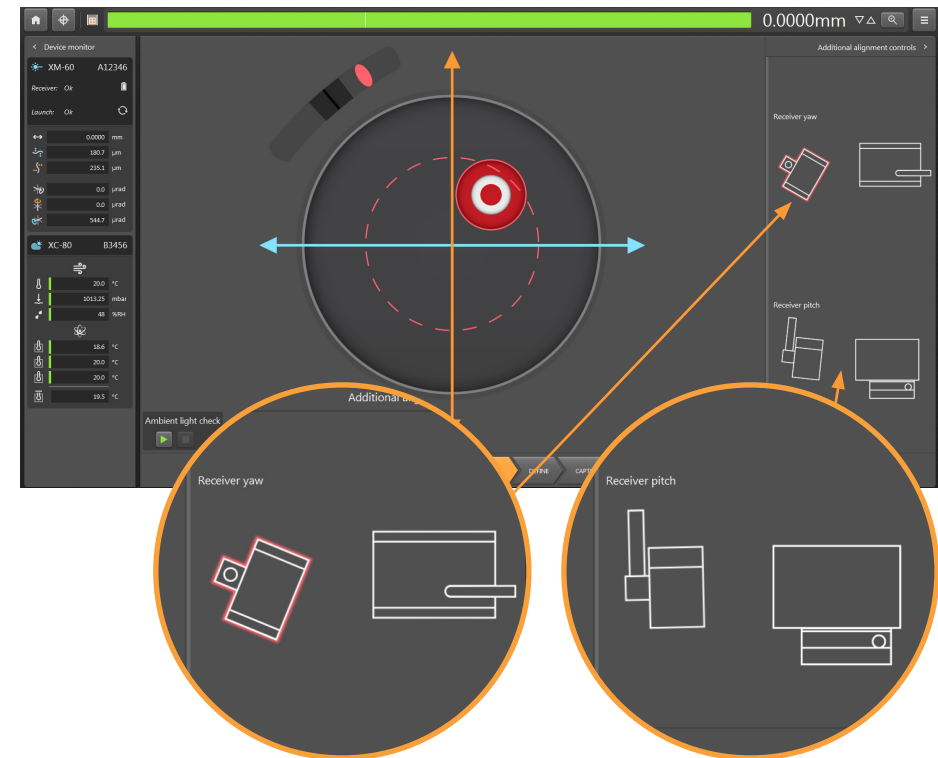 0.0000mm
Device monitor
Additional alignment controls
XM-60 A12346
Receiver: Ok
Launch: Ok
0.0000 mm
180.7 µm
235.1 µm
0.0 µrad
0.0 µrad
544.7 µrad
XC-80 B3456
20.0 °C
1013.25 mbar
48 %RH
18.6 °C
20.0 °C
20.0 °C
19.5 °C
Receiver yaw
Receiver pitch
Additional
Ambient light check
DEFINE
Receiver yaw
Receiver pitch